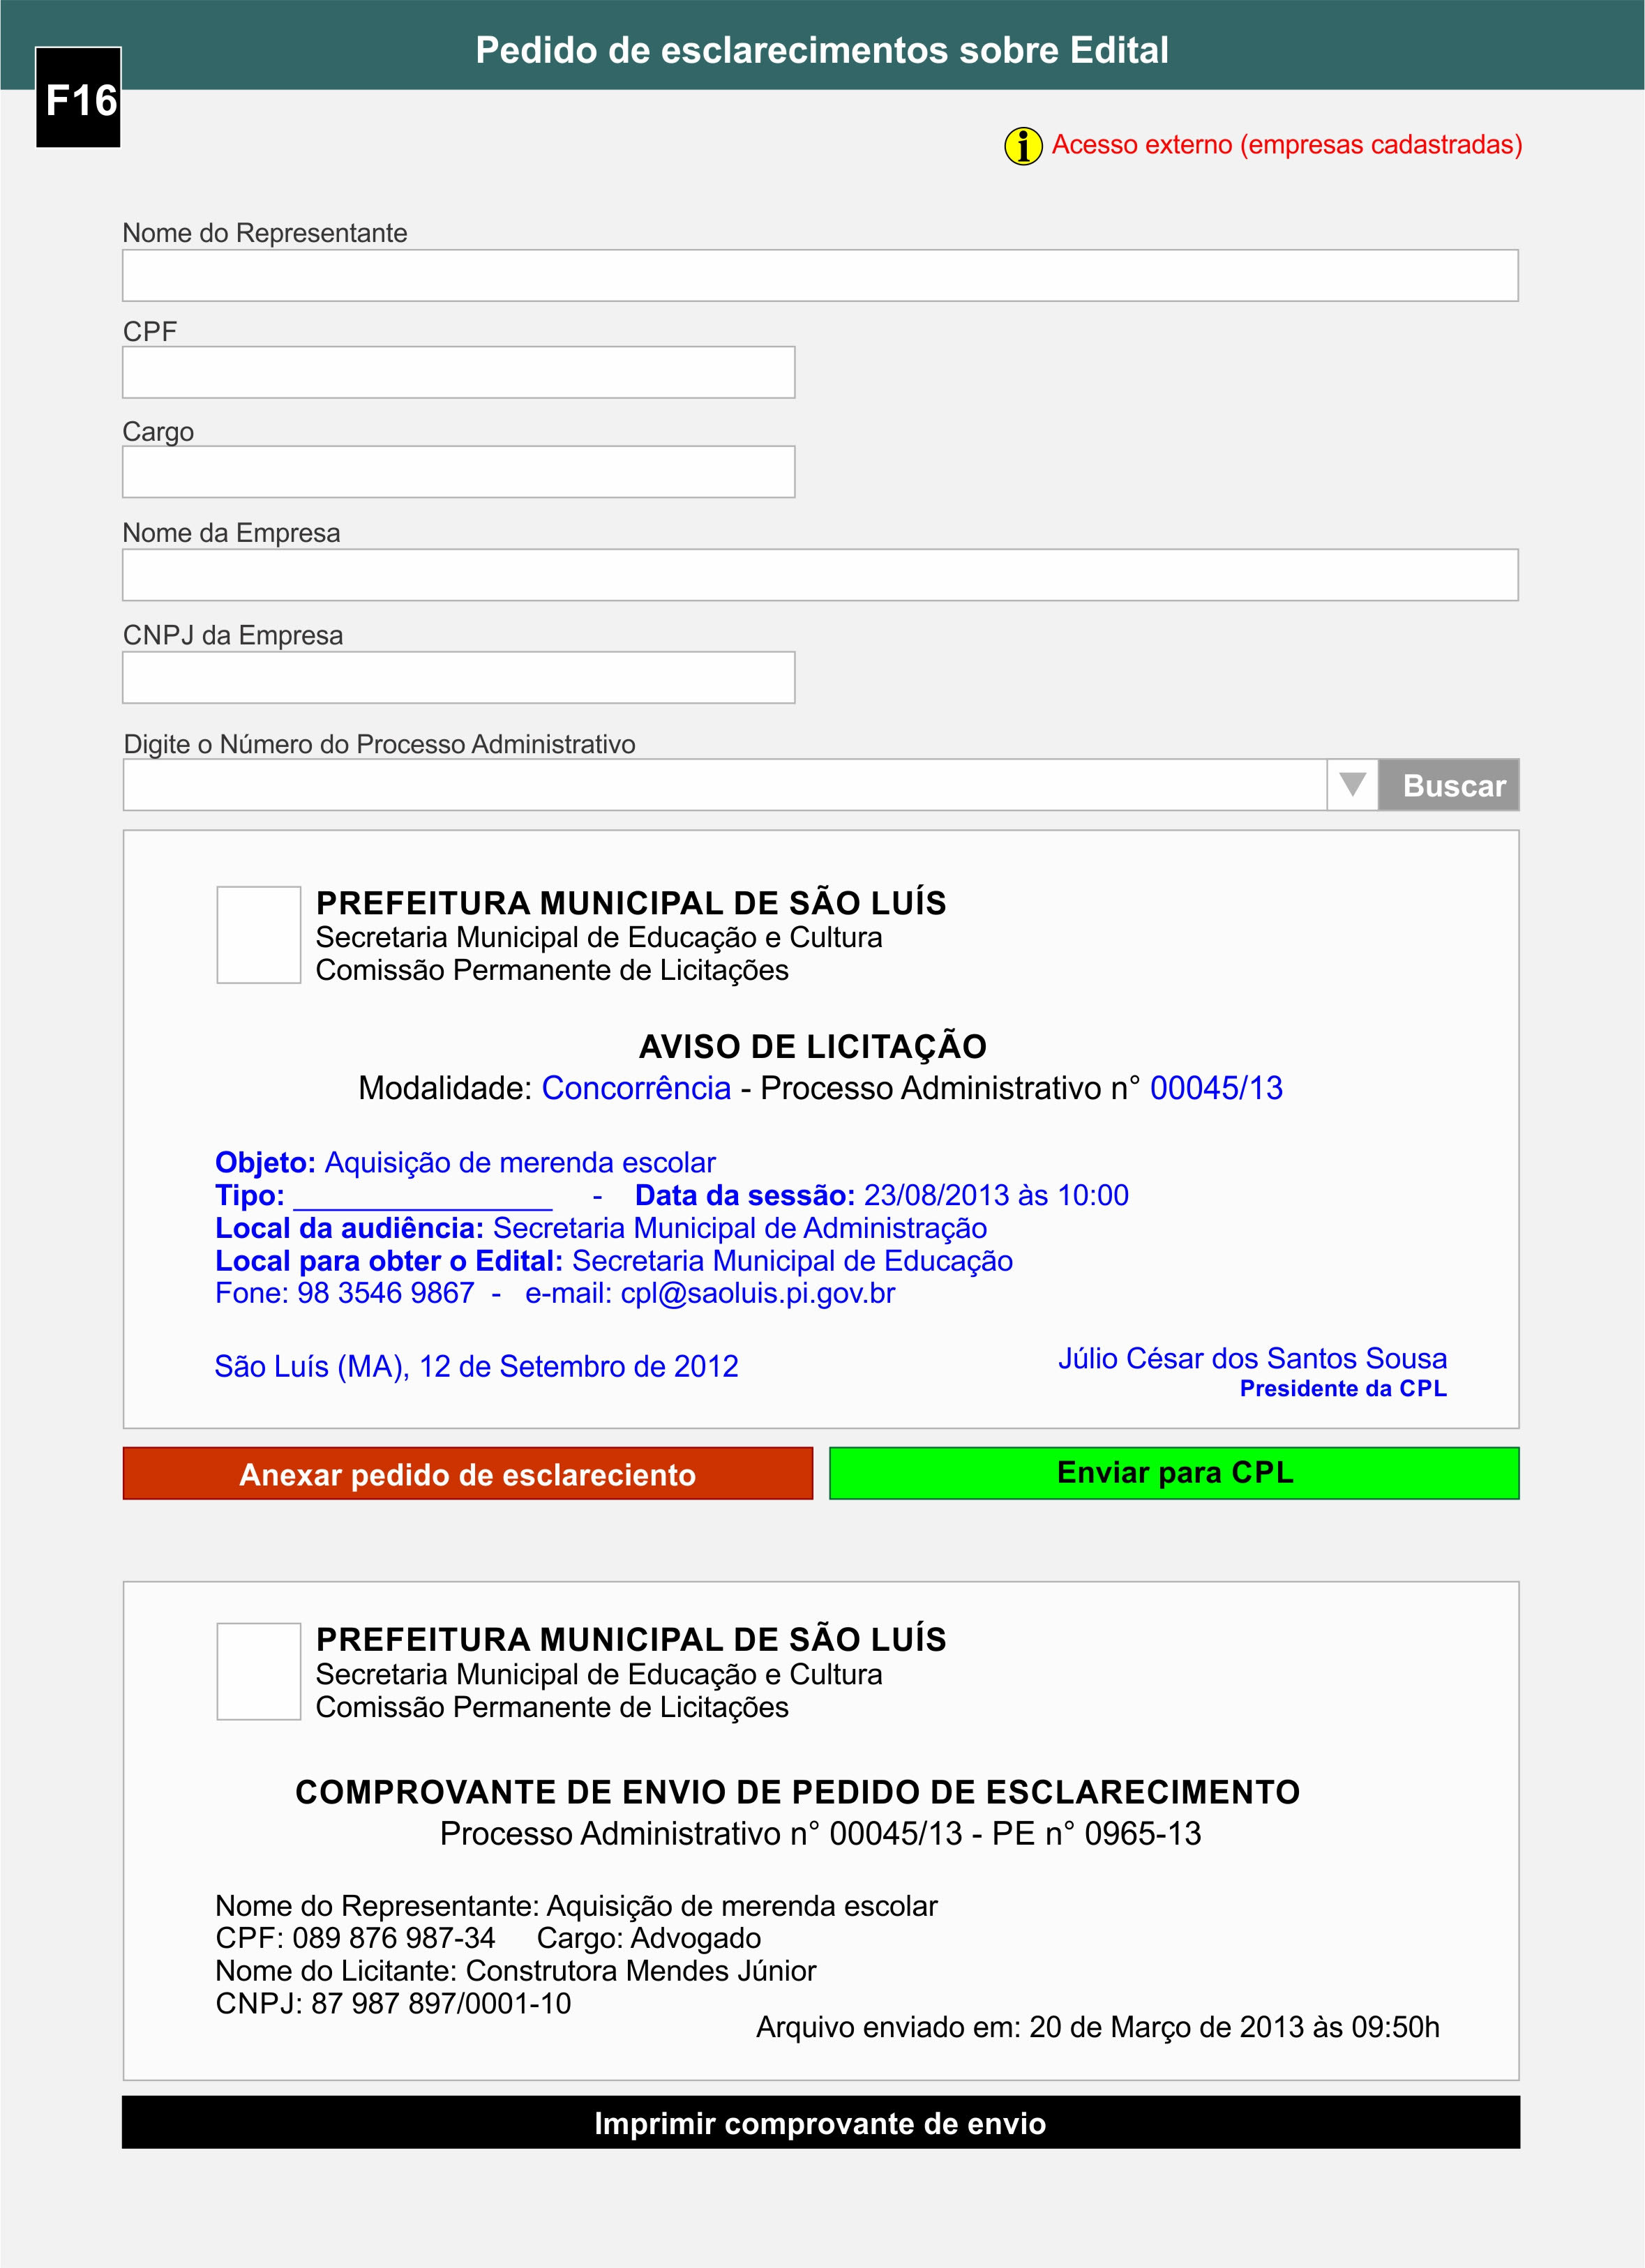 Pedido de esclarecimentos sobre Edital
F16
Acesso externo (empresas cadastradas)
Nome do Representante
CPF
Cargo
Nome da Empresa
CNPJ da Empresa
Digite o Número do Processo Administrativo
Buscar
PREFEITURA MUNICIPAL DE SÃO LUÍS
Secretaria Municipal de Educação e Cultura
Comissão Permanente de Licitações
AVISO DE LICITAÇÃO
Modalidade: Concorrência - Processo Administrativo n° 00045/13
Objeto: Aquisição de merenda escolar
Tipo: ________________ - Data da sessão: 23/08/2013 às 10:00
Local da audiência: Secretaria Municipal de Administração
Local para obter o Edital: Secretaria Municipal de Educação
Fone: 98 3546 9867 - e-mail: cpl@saoluis.pi.gov.br
São Luís (MA), 12 de Setembro de 2012
Júlio César dos Santos Sousa
Presidente da CPL
Anexar pedido de esclareciento
Enviar para CPL
PREFEITURA MUNICIPAL DE SÃO LUÍS
Secretaria Municipal de Educação e Cultura
Comissão Permanente de Licitações
COMPROVANTE DE ENVIO DE PEDIDO DE ESCLARECIMENTO
Processo Administrativo n° 00045/13 - PE n° 0965-13
Nome do Representante: Aquisição de merenda escolar
CPF: 089 876 987-34 Cargo: Advogado
Nome do Licitante: Construtora Mendes Júnior
CNPJ: 87 987 897/0001-10
Arquivo enviado em: 20 de Março de 2013 às 09:50h
Imprimir comprovante de envio